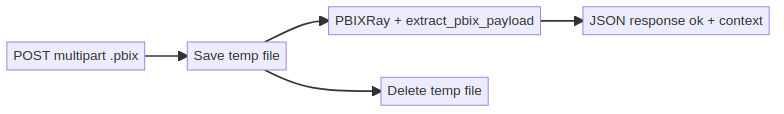 POST multipart .pbix
Save temp file
PBIXRay + extract_pbix_payload
JSON response ok + context
Delete temp file